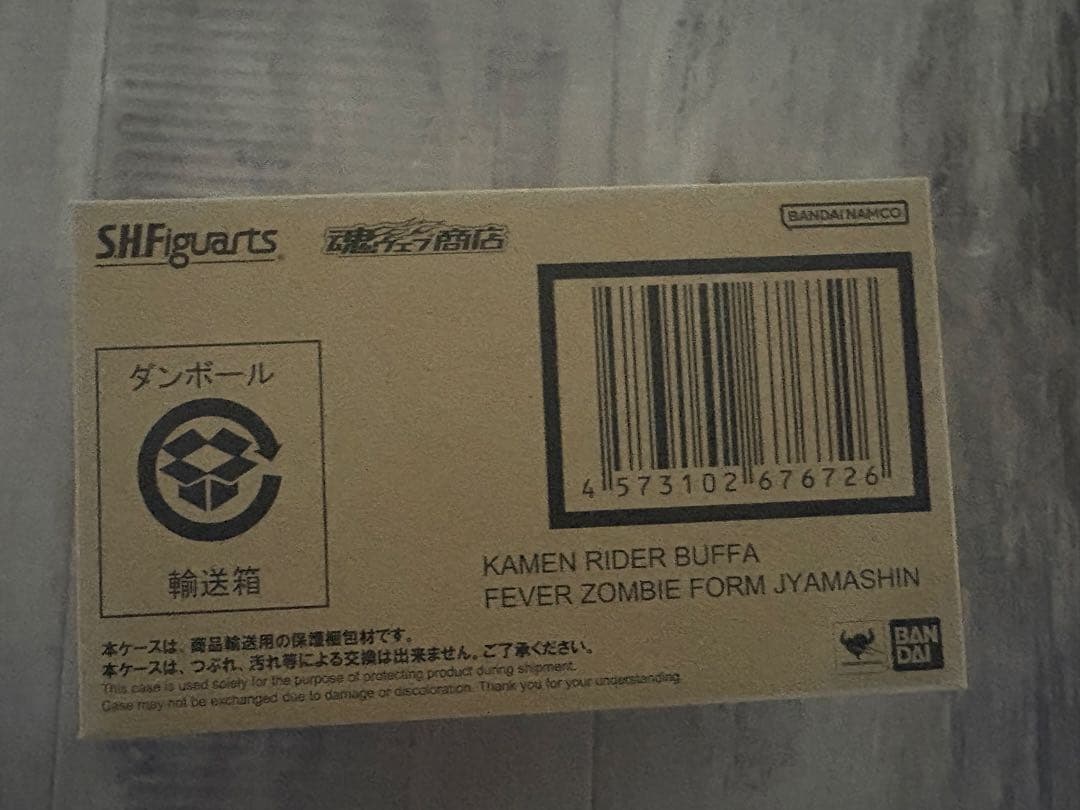 S.H.Figuarts
魂ウェブ商店
BANDAI NAMCO
ダンボール
輸送箱
4 573102 676726
KAMEN RIDER BUFFA
FEVER ZOMBIE FORM JYAMASHIN
本ケースは、商品輸送用の保護梱包材です。
本ケースは、つぶれ、汚れ等による交換は出来ません。ご了承ください。
This case is used solely for the purpose of protecting product during shipment.
Case may not be exchanged due to damage or discoloration. Thank you for your understanding.
BAN
DAI